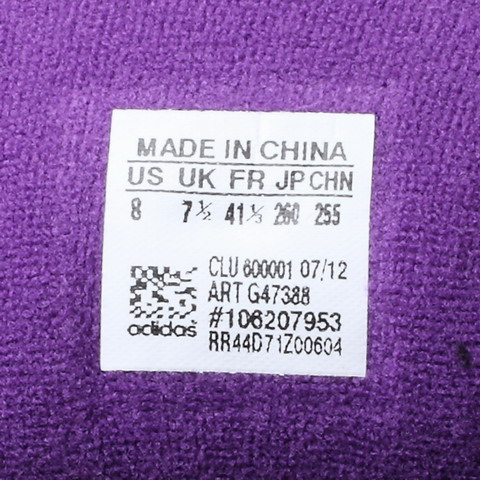 MADE IN CHINA
US UK FR JP CHN
8 7½ 41⅓ 260 255
CLU 600001 07/12
ART G47388
#106207953
adidas RR44D71Z00604